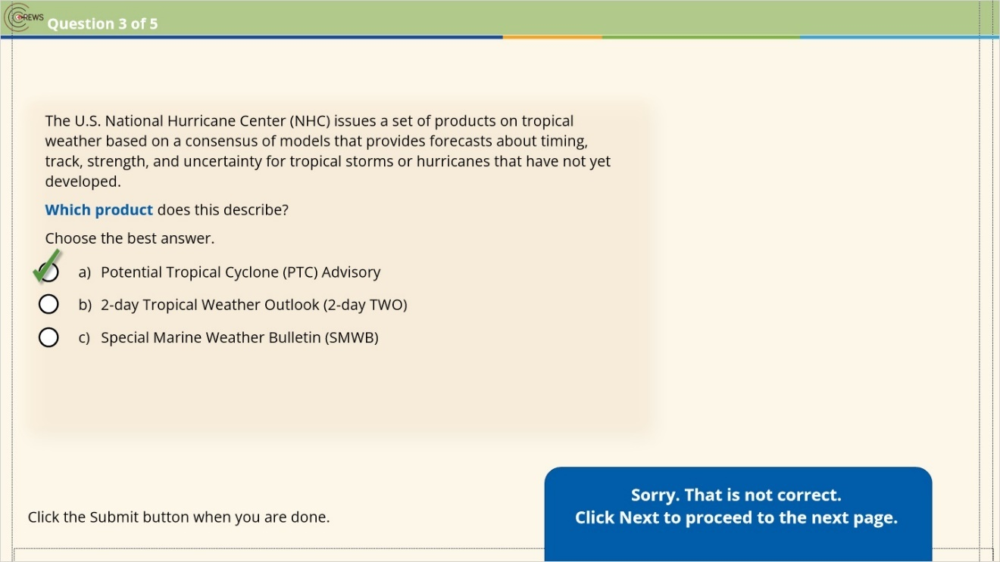 CREWS
Question 3 of 5
The U.S. National Hurricane Center (NHC) issues a set of products on tropical
weather based on a consensus of models that provides forecasts about timing,
track, strength, and uncertainty for tropical storms or hurricanes that have not yet
developed.
Which product does this describe?
Choose the best answer.
a) Potential Tropical Cyclone (PTC) Advisory
b) 2-day Tropical Weather Outlook (2-day TWO)
c) Special Marine Weather Bulletin (SMWB)
Sorry. That is not correct.
Click Next to proceed to the next page.
Click the Submit button when you are done.